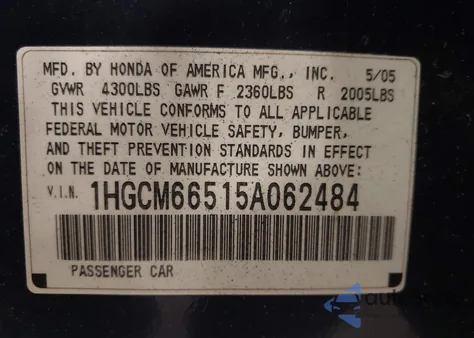 MFD. BY HONDA OF AMERICA MFG., INC. 5/05
GVWR 4300LBS GAWR F 2360LBS R 2005LBS
THIS VEHICLE CONFORMS TO ALL APPLICABLE
FEDERAL MOTOR VEHICLE SAFETY, BUMPER,
AND THEFT PREVENTION STANDARDS IN EFFECT
ON THE DATE OF MANUFACTURE SHOWN ABOVE:
V.I.N. 1HGCM66515A062484
PASSENGER CAR